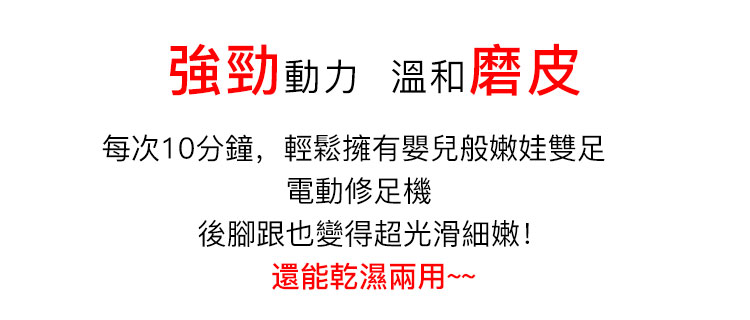 強勁動力 溫和磨皮
每次10分鐘，輕鬆擁有嬰兒般嫩娃雙足
電動修足機
後腳跟也變得超光滑細嫩！
還能乾濕兩用~~